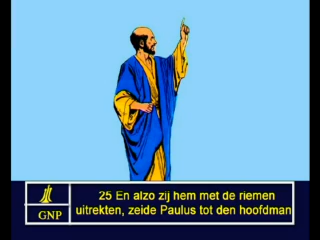 25 En alzo zij hem met de riemen
uitrekten, zeide Paulus tot den hoofdman
GNP